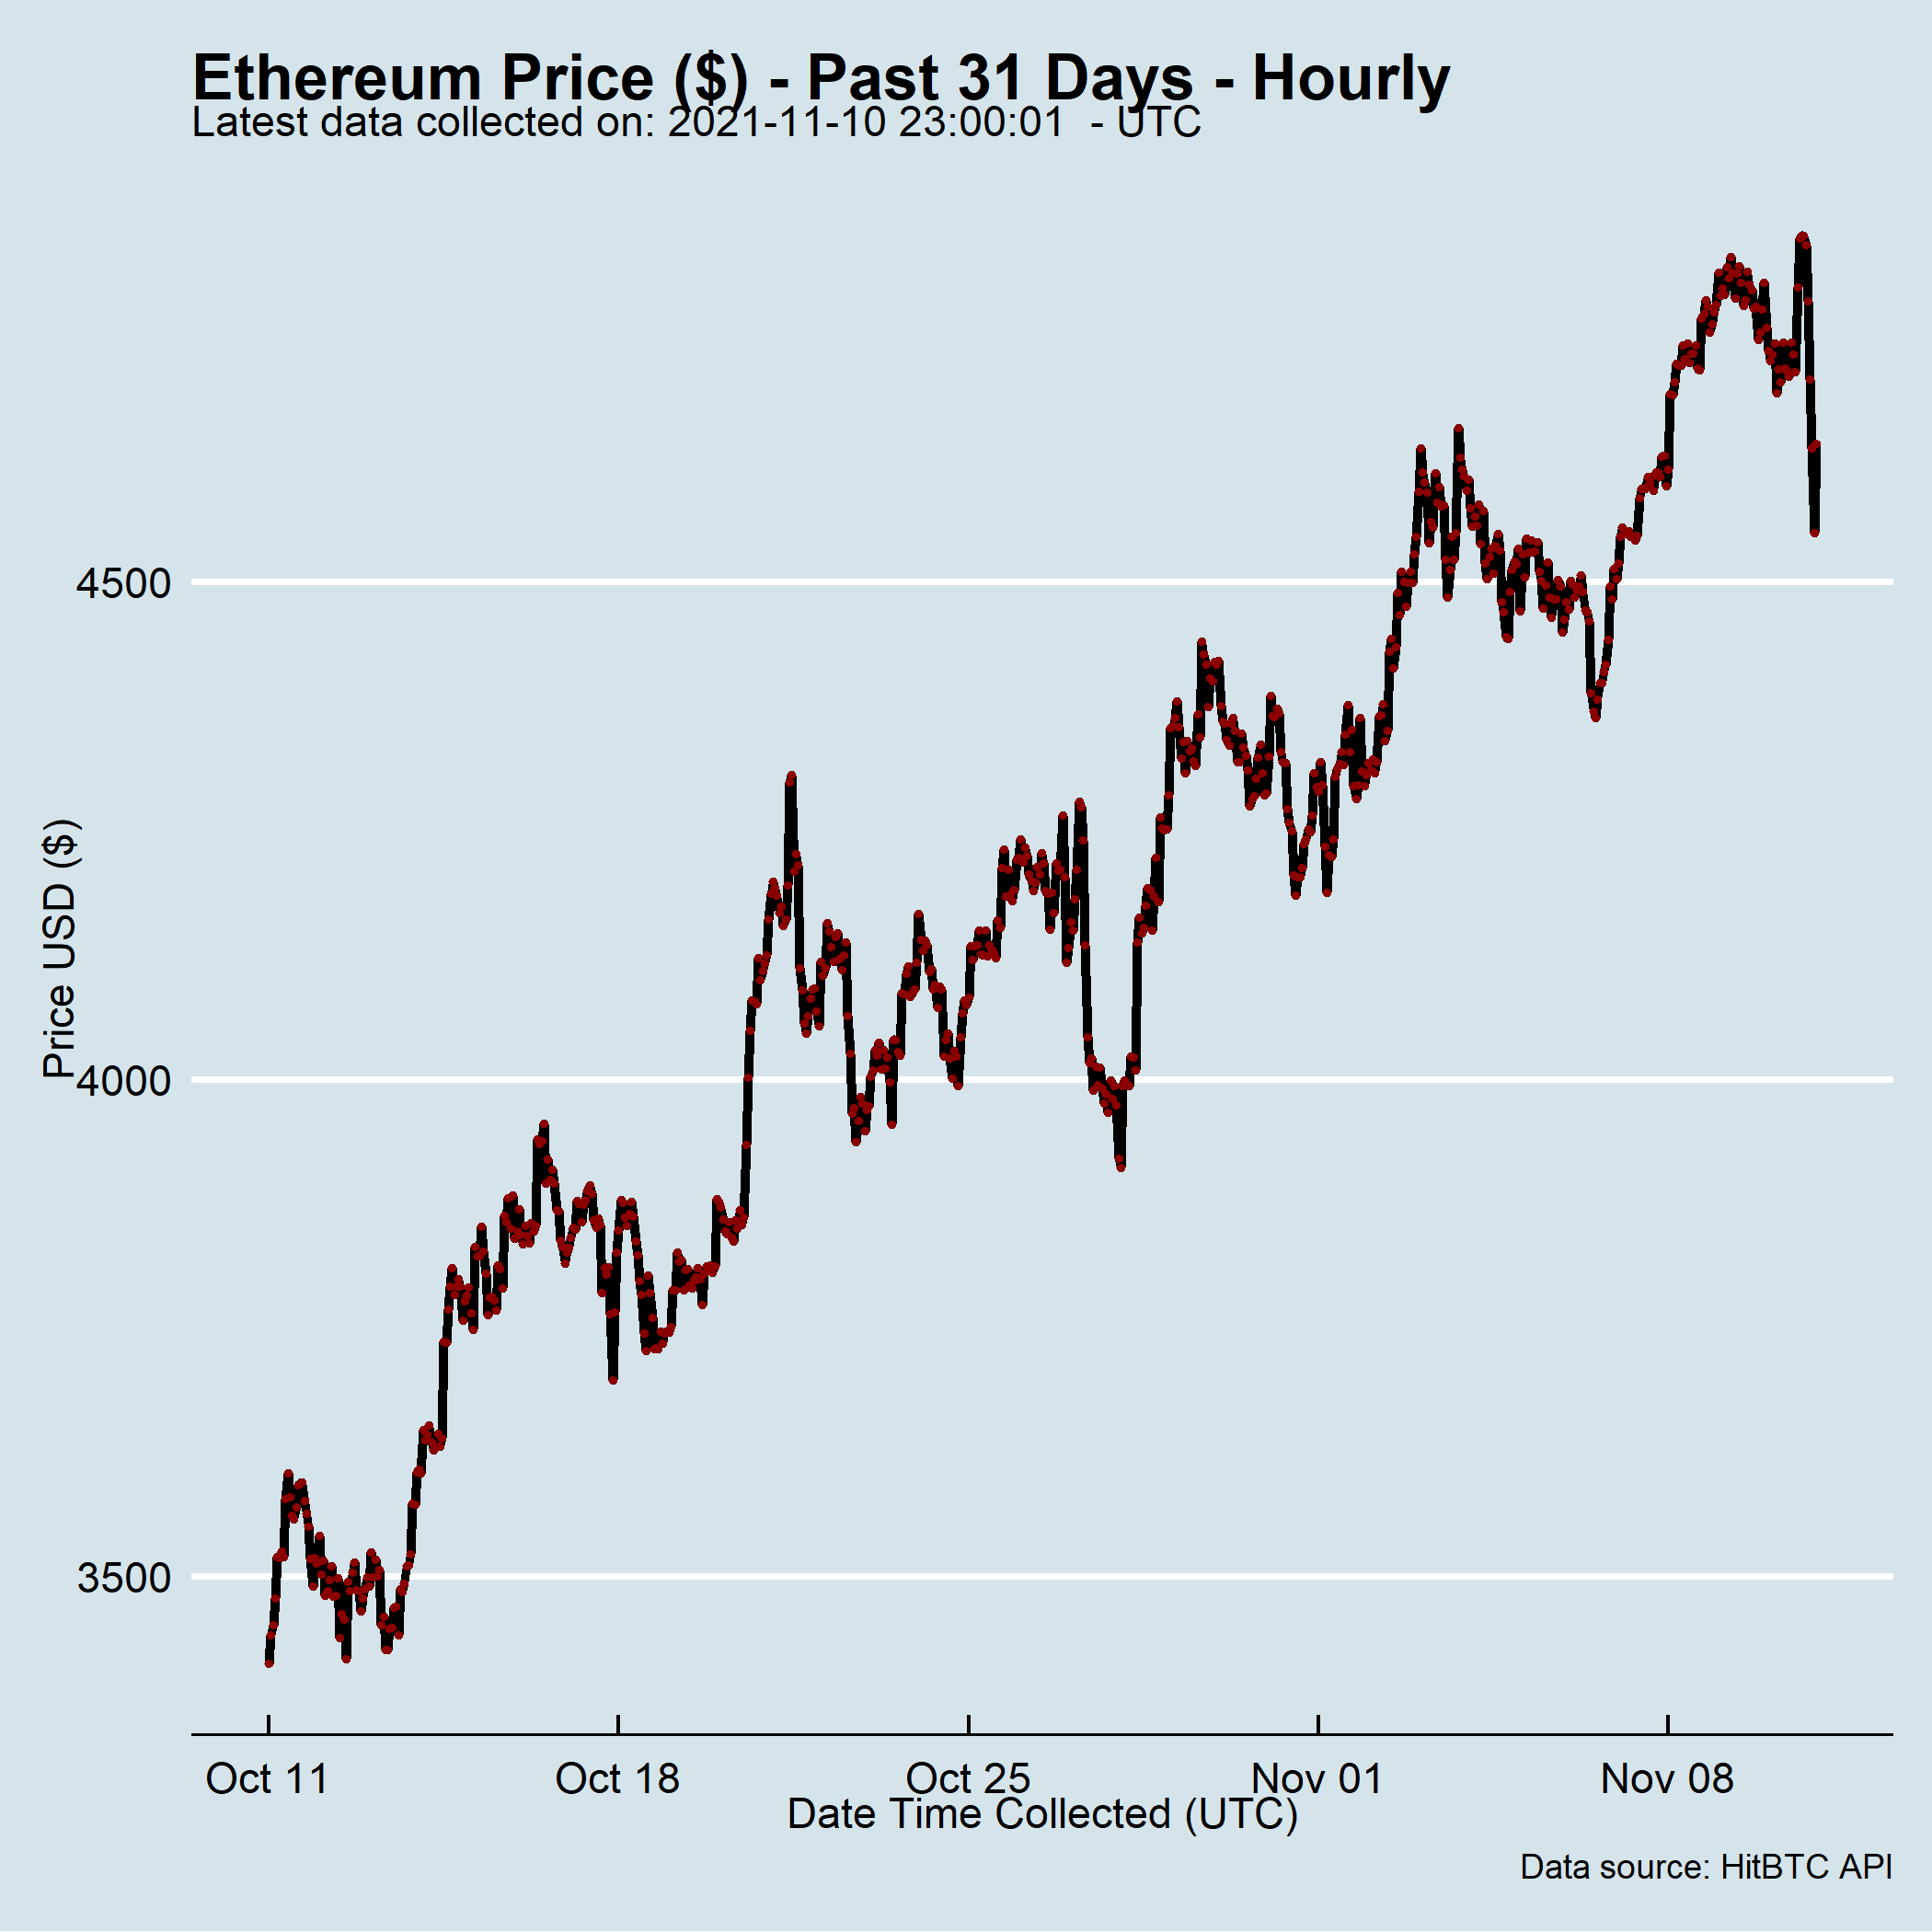 Ethereum Price ($) - Past 31 Days - Hourly
Latest data collected on: 2021-11-10 23:00:01  - UTC
Price USD ($)
4500
4000
3500
Oct 11 Oct 18 Oct 25 Nov 01 Nov 08
Date Time Collected (UTC)
Data source: HitBTC API